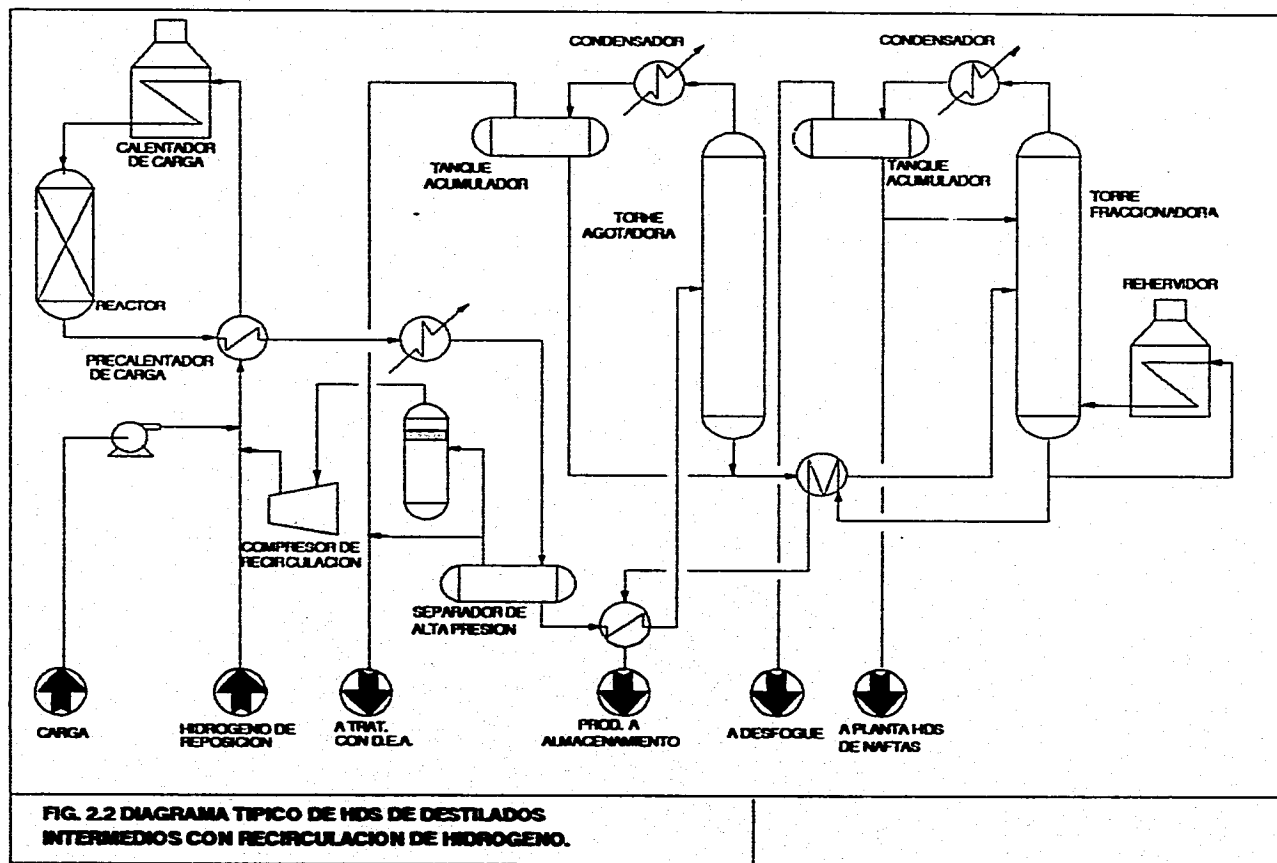 CONDENSADOR
CONDENSADOR
CALENTADOR
DE CARGA
TANQUE
ACUMULADOR
TANQUE
ACUMULADOR
TORRE
AGOTADORA
TORRE
FRACCIONADORA
REHERVIDOR
REACTOR
PRECALENTADOR
DE CARGA
COMPRESOR DE
RECIRCULACION
SEPARADOR DE
ALTA PRESION
CARGA
HIDROGENO DE
REPOSICION
A TRAT.
CON D.E.A.
PROD. A
ALMACENAMIENTO
A DESFOGUE
A PLANTA HDS
DE NAFTAS
FIG. 2.2 DIAGRAMA TIPICO DE HDS DE DESTILADOS
INTERMEDIOS CON RECIRCULACION DE HIDROGENO.